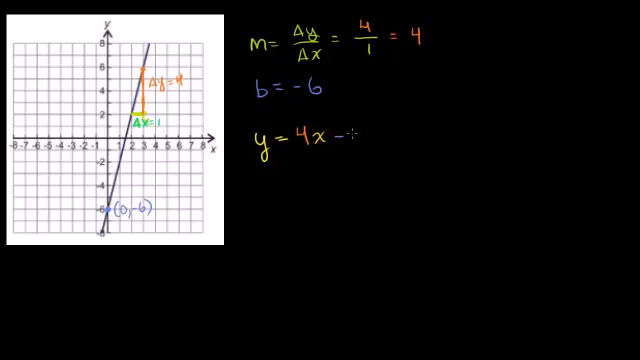 m = Δy/Δx = 4/1 = 4
b = -6
y = 4x -
y
8
6
4
2
-8 -7 -6 -5 -4 -3 -2 -1 2 3 4 5 6 7 8 x
-2
-4
-6
-8
Δy=4
Δx=1
(0,-6)